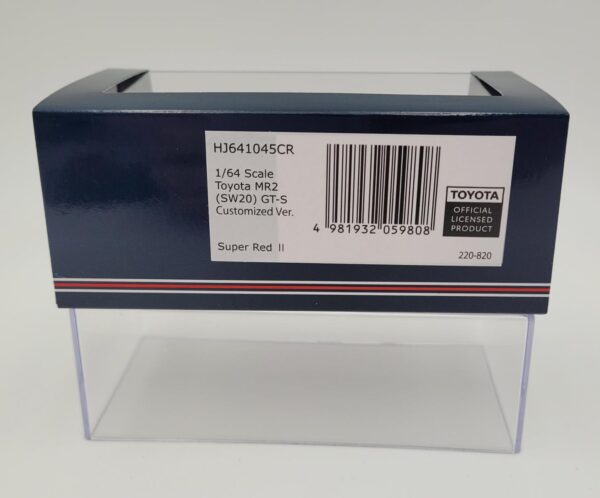 HJ641045CR
1/64 Scale
Toyota MR2
(SW20) GT-S
Customized Ver.
Super Red II
4 981932 059808
TOYOTA
OFFICIAL
LICENSED
PRODUCT
220-820